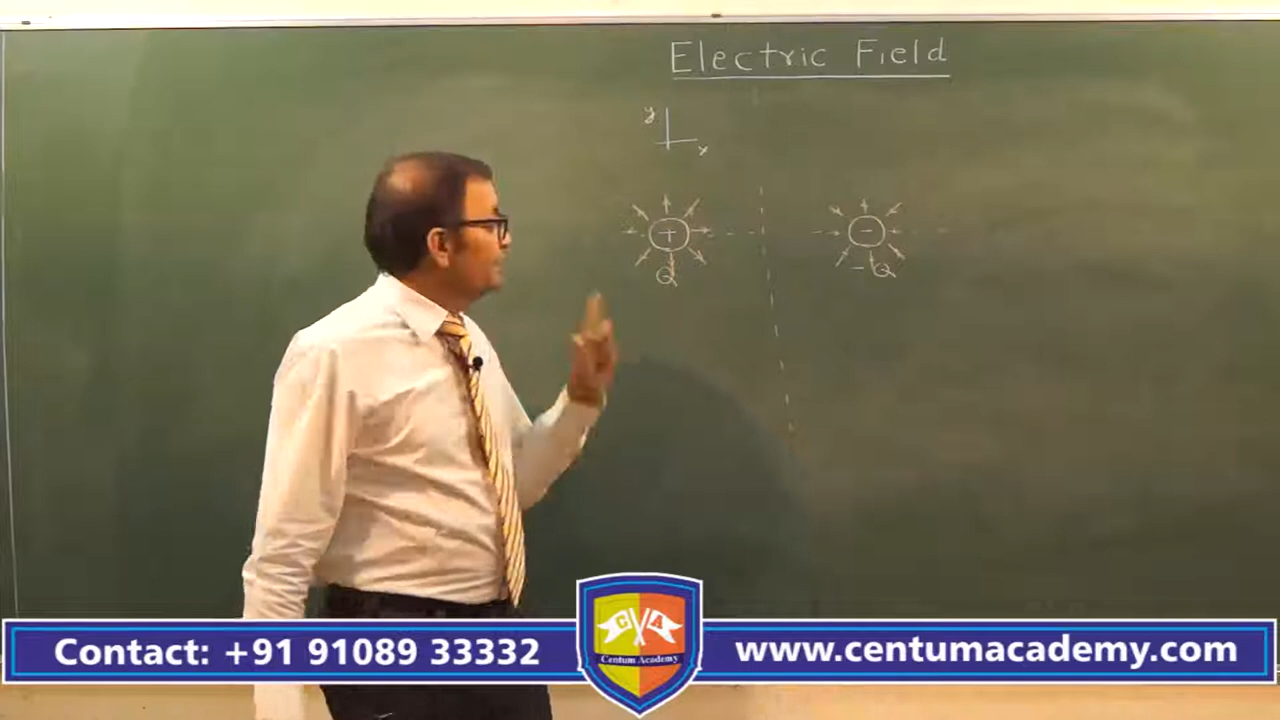 Electric Field
y
x
+
-
Q
-Q
C A
Centum Academy
Contact: +91 91089 33332
www.centumacademy.com